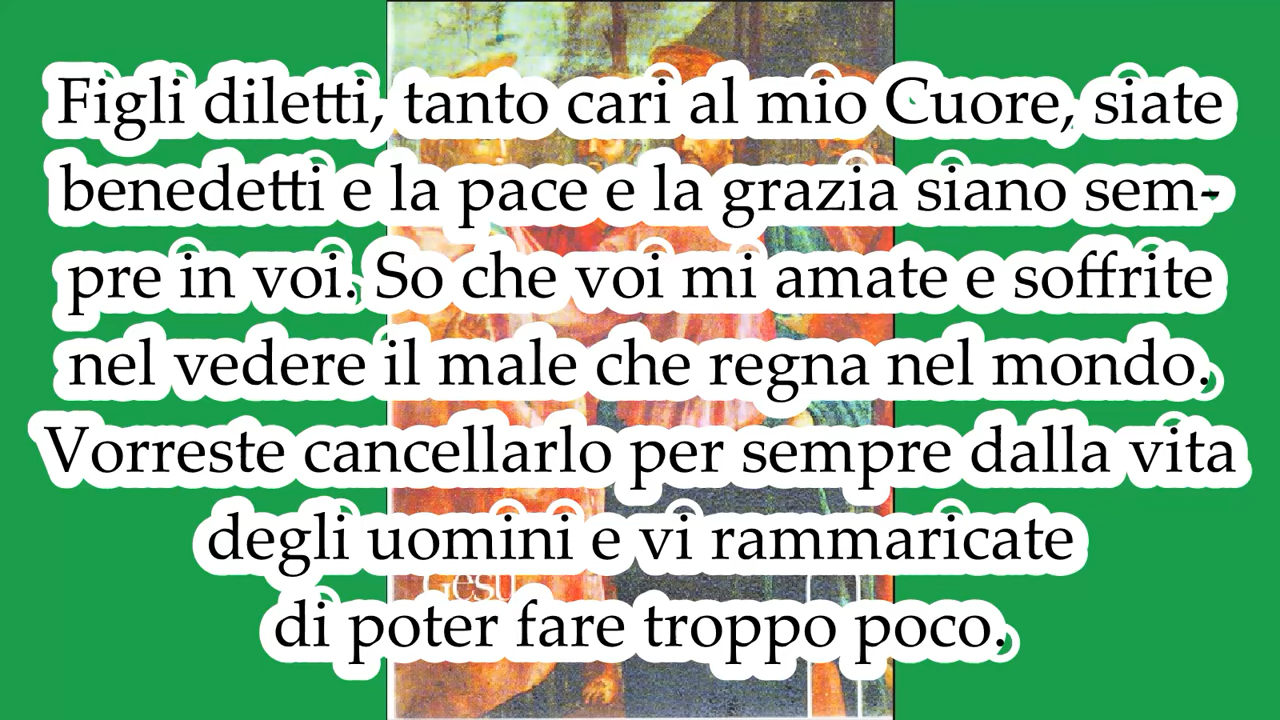 Figli diletti, tanto cari al mio Cuore, siate
benedetti e la pace e la grazia siano sem-
pre in voi. So che voi mi amate e soffrite
nel vedere il male che regna nel mondo.
Vorreste cancellarlo per sempre dalla vita
degli uomini e vi rammaricate
Gesù
di poter fare troppo poco.